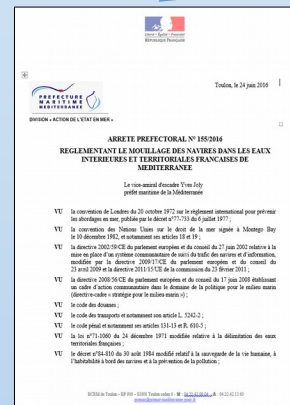 Liberté • Égalité • Fraternité
RÉPUBLIQUE FRANÇAISE
PREFECTURE
MARITIME
MEDITERRANEE
Toulon, le 24 juin 2016
DIVISION « ACTION DE L'ETAT EN MER »
ARRETE PREFECTORAL N° 155/2016
REGLEMENTANT LE MOUILLAGE DES NAVIRES DANS LES EAUX
INTERIEURES ET TERRITORIALES FRANCAISES DE
MEDITERRANEE
Le vice-amiral d'escadre Yves Joly
préfet maritime de la Méditerranée
VU la convention de Londres du 20 octobre 1972 sur le règlement international pour prévenir
les abordages en mer, publiée par le décret n°77-733 du 6 juillet 1977 ;
VU la convention des Nations Unies sur le droit de la mer signée à Montego Bay
le 10 décembre 1982, et notamment ses articles 18 et 19 ;
VU la directive 2002/59/CE du parlement européen et du conseil du 27 juin 2002 relative à la
mise en place d'un système communautaire de suivi du trafic des navires et d'information,
modifiée par la directive 2009/17/CE du parlement européen et du conseil du
23 avril 2009 et la directive 2011/15/UE de la commission du 23 février 2011 ;
VU la directive 2008/56/CE du parlement européen et du conseil du 17 juin 2008 établissant
un cadre d'action communautaire dans le domaine de la politique pour le milieu marin
(directive-cadre « stratégie pour le milieu marin ») ;
VU le code des douanes ;
VU le code des transports et notamment son article L. 5242-2 ;
VU le code pénal et notamment ses articles 131-13 et R. 610-5 ;
VU la loi n°71-1060 du 24 décembre 1971 modifiée relative à la délimitation des eaux
territoriales françaises ;
VU le décret n°84-810 du 30 août 1984 modifié relatif à la sauvegarde de la vie humaine, à
l'habitabilité à bord des navires et à la prévention de la pollution ;